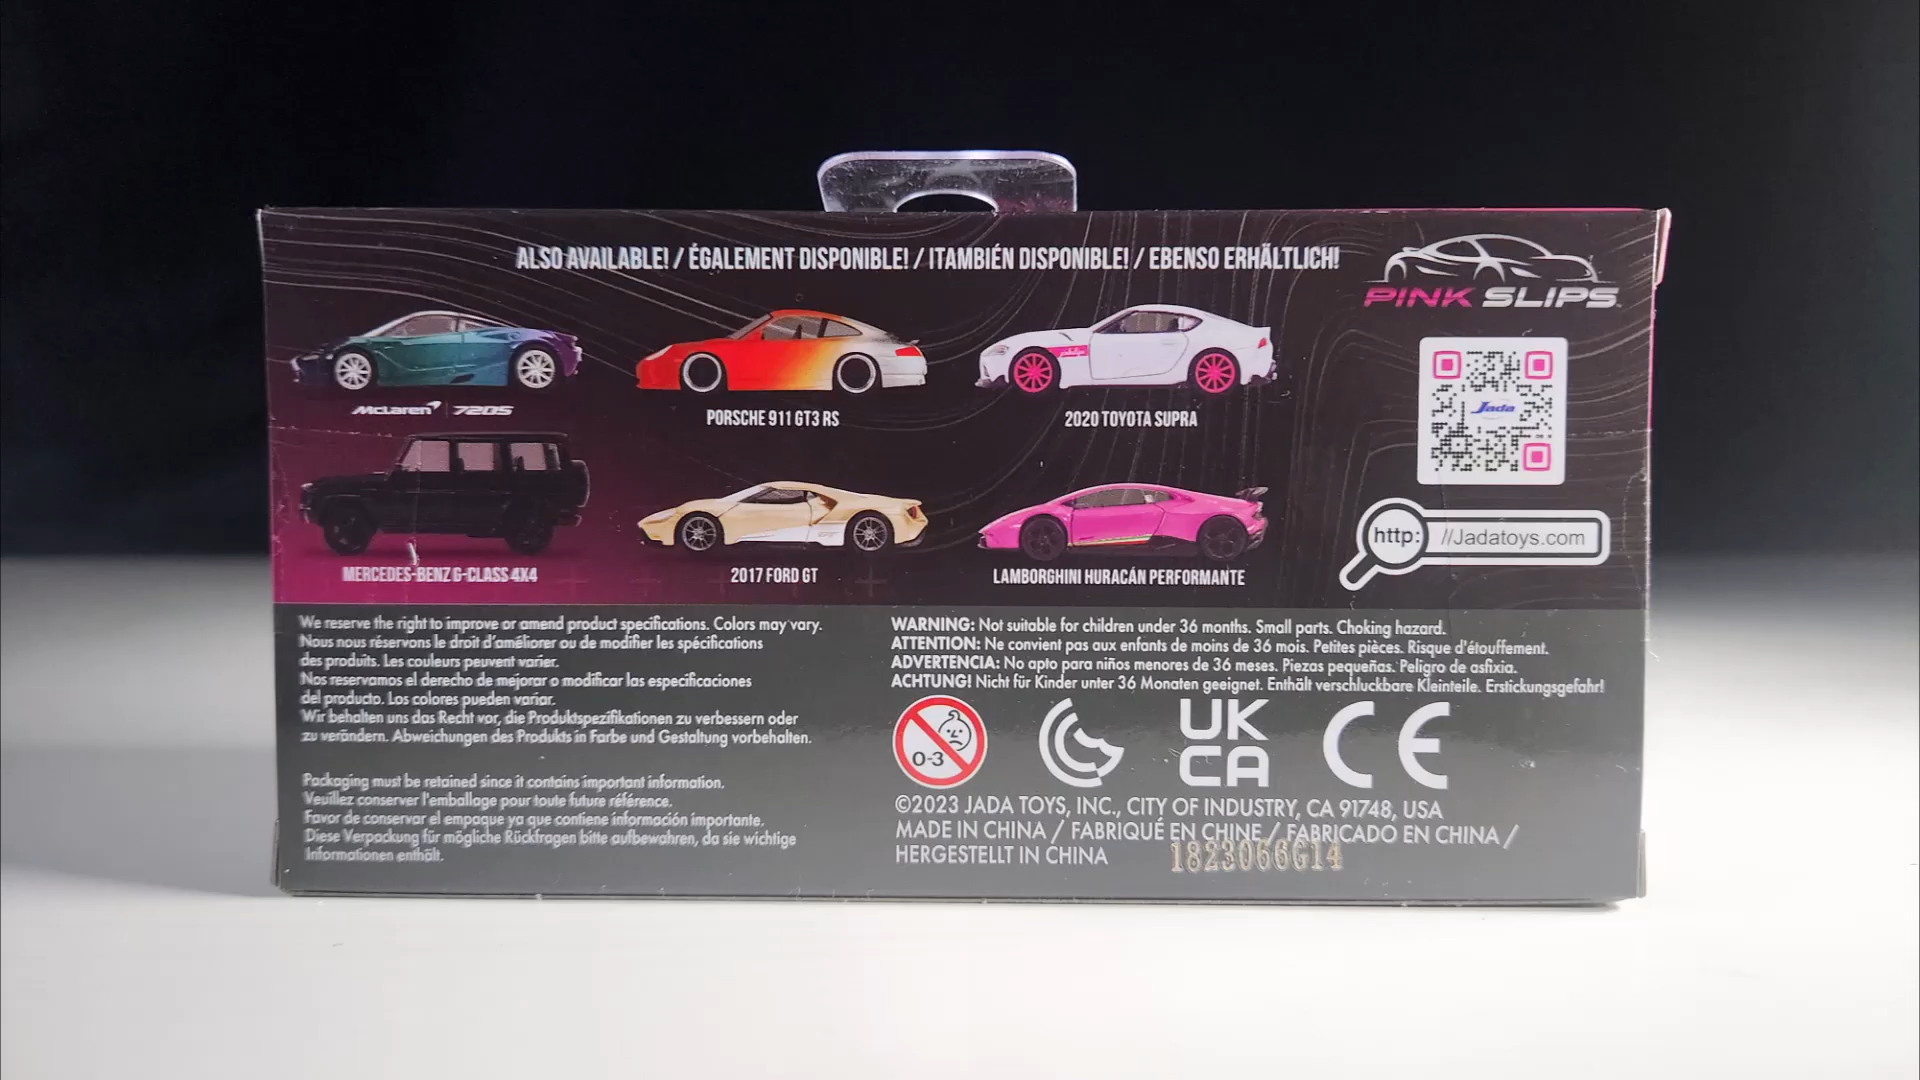 ALSO AVAILABLE! / ÉGALEMENT DISPONIBLE! / ITAMBIÉN DISPONIBLE! / EBENSO ERHÄLTLICH!
PINK SLIPS
McLaren 720S
PORSCHE 911 GT3 RS
2020 TOYOTA SUPRA
Jada
http: //Jadatoys.com
MERCEDES-BENZ G-CLASS 4X4
2017 FORD GT
LAMBORGHINI HURACÁN PERFORMANTE
We reserve the right to improve or amend product specifications. Colors may vary.
Nous nous réservons le droit d'améliorer ou de modifier les spécifications
des produits. Les couleurs peuvent varier.
Nos reservamos el derecho de mejorar o modificar las especificaciones
del producto. Los colores pueden variar.
Wir behalten uns das Recht vor, die Produktspezifikationen zu verbessern oder
zu verändern. Abweichungen des Produkts in Farbe und Gestaltung vorbehalten.
Packaging must be retained since it contains important information.
Veuillez conserver l'emballage pour toute future référence.
Favor de conservar el empaque ya que contiene información importante.
Diese Verpackung für mögliche Rückfragen bitte aufbewahren, da sie wichtige
Informationen enthält.
WARNING: Not suitable for children under 36 months. Small parts. Choking hazard.
ATTENTION: Ne convient pas aux enfants de moins de 36 mois. Petites pièces. Risque d'étouffement.
ADVERTENCIA: No apto para niños menores de 36 meses. Piezas pequeñas. Peligro de asfixia.
ACHTUNG! Nicht für Kinder unter 36 Monaten geeignet. Enthält verschluckbare Kleinteile. Erstickungsgefahr!
0-3
UK
CA
CE
©2023 JADA TOYS, INC., CITY OF INDUSTRY, CA 91748, USA
MADE IN CHINA / FABRIQUÉ EN CHINE / FABRICADO EN CHINA /
HERGESTELLT IN CHINA
1823066G14